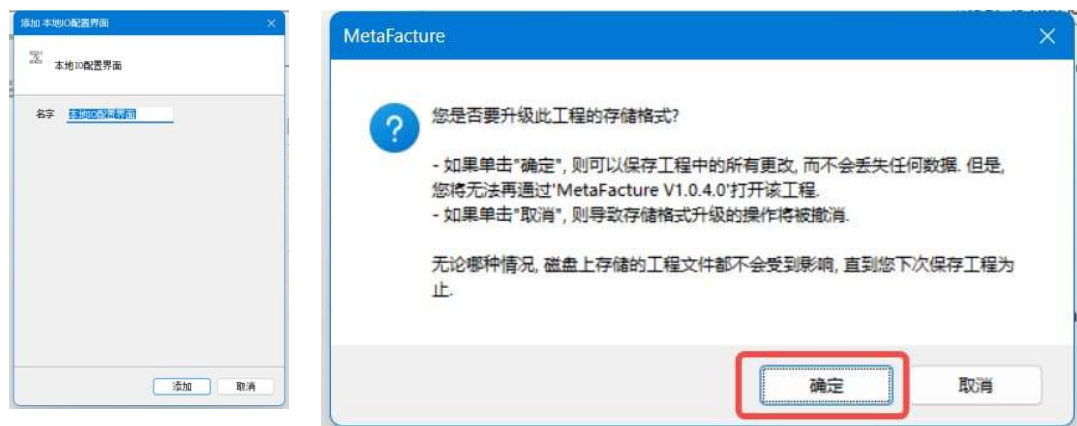 添加 本地IO配置界面
本地IO配置界面
名字 本地IO配置界面
添加 取消
MetaFacture
您是否要升级此工程的存储格式?
- 如果单击"确定", 则可以保存工程中的所有更改, 而不会丢失任何数据. 但是,
您将无法再通过'MetaFacture V1.0.4.0'打开该工程.
- 如果单击"取消", 则导致存储格式升级的操作将被撤消.
无论哪种情况, 磁盘上存储的工程文件都不会受到影响, 直到您下次保存工程为
止.
确定 取消